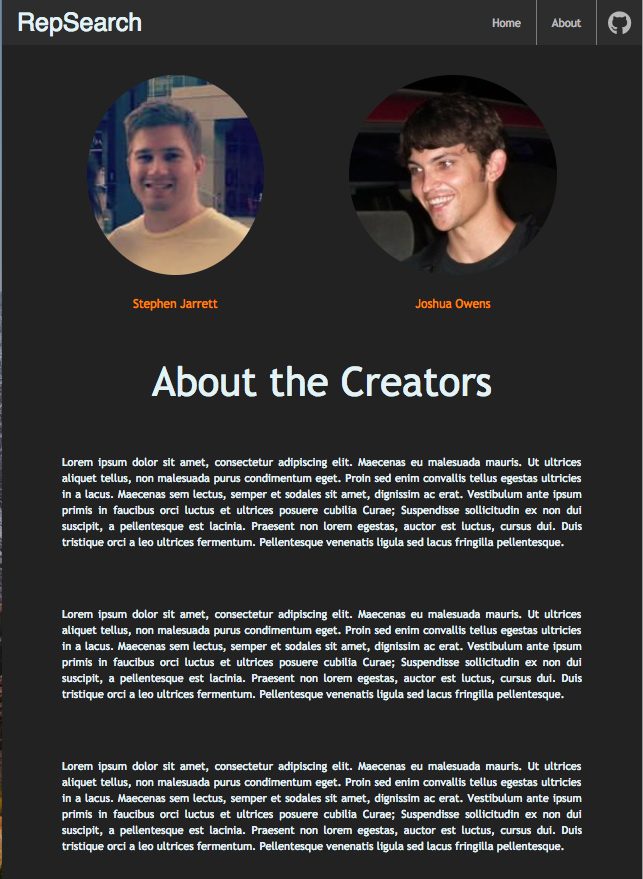 RepSearch
Home
About
Stephen Jarrett
Joshua Owens
About the Creators
Lorem ipsum dolor sit amet, consectetur adipiscing elit. Maecenas eu malesuada mauris. Ut ultrices
aliquet tellus, non malesuada purus condimentum eget. Proin sed enim convallis tellus egestas ultricies
in a lacus. Maecenas sem lectus, semper et sodales sit amet, dignissim ac erat. Vestibulum ante ipsum
primis in faucibus orci luctus et ultrices posuere cubilia Curae; Suspendisse sollicitudin ex non dui
suscipit, a pellentesque est lacinia. Praesent non lorem egestas, auctor est luctus, cursus dui. Duis
tristique orci a leo ultrices fermentum. Pellentesque venenatis ligula sed lacus fringilla pellentesque.
Lorem ipsum dolor sit amet, consectetur adipiscing elit. Maecenas eu malesuada mauris. Ut ultrices
aliquet tellus, non malesuada purus condimentum eget. Proin sed enim convallis tellus egestas ultricies
in a lacus. Maecenas sem lectus, semper et sodales sit amet, dignissim ac erat. Vestibulum ante ipsum
primis in faucibus orci luctus et ultrices posuere cubilia Curae; Suspendisse sollicitudin ex non dui
suscipit, a pellentesque est lacinia. Praesent non lorem egestas, auctor est luctus, cursus dui. Duis
tristique orci a leo ultrices fermentum. Pellentesque venenatis ligula sed lacus fringilla pellentesque.
Lorem ipsum dolor sit amet, consectetur adipiscing elit. Maecenas eu malesuada mauris. Ut ultrices
aliquet tellus, non malesuada purus condimentum eget. Proin sed enim convallis tellus egestas ultricies
in a lacus. Maecenas sem lectus, semper et sodales sit amet, dignissim ac erat. Vestibulum ante ipsum
primis in faucibus orci luctus et ultrices posuere cubilia Curae; Suspendisse sollicitudin ex non dui
suscipit, a pellentesque est lacinia. Praesent non lorem egestas, auctor est luctus, cursus dui. Duis
tristique orci a leo ultrices fermentum. Pellentesque venenatis ligula sed lacus fringilla pellentesque.